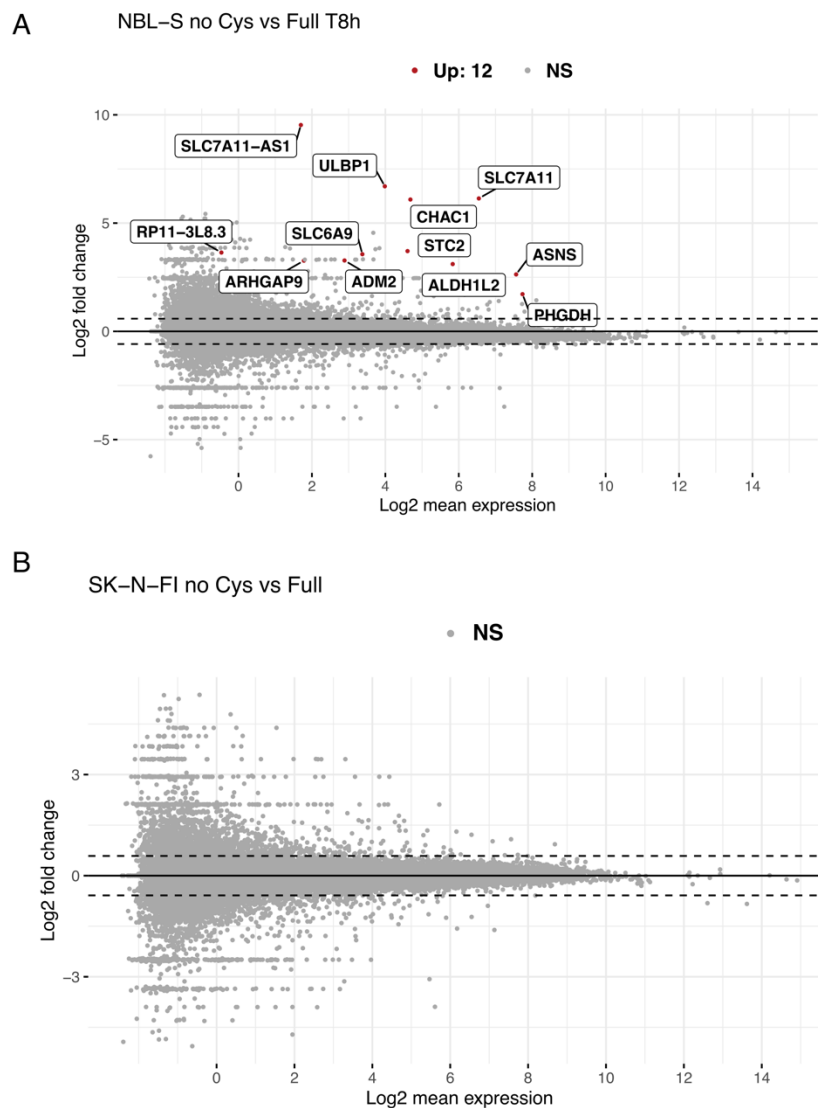 A
NBL-S no Cys vs Full T8h
Up: 12 NS
10
5
0
-5
Log2 fold change
SLC7A11-AS1
ULBP1
SLC7A11
CHAC1
RP11-3L8.3
SLC6A9
STC2
ASNS
ARHGAP9
ADM2
ALDH1L2
PHGDH
0 2 4 6 8 10 12 14
Log2 mean expression
B
SK-N-FI no Cys vs Full
NS
3
0
-3
Log2 fold change
0 2 4 6 8 10 12 14
Log2 mean expression